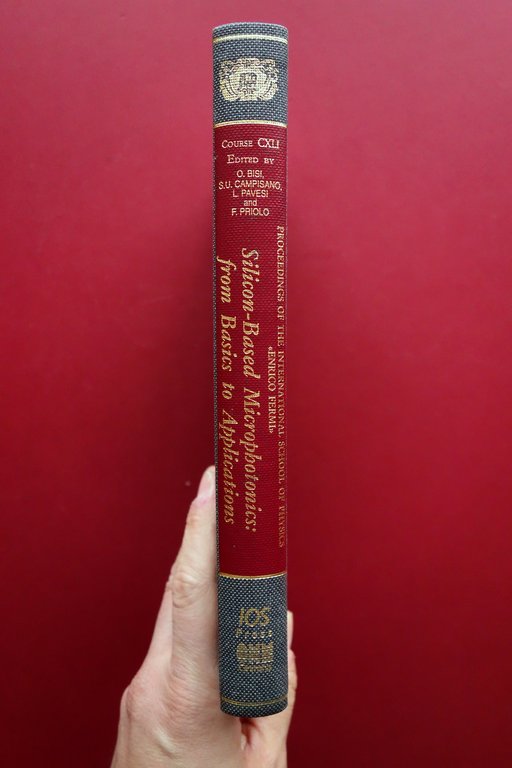 COURSE CXLI
EDITED BY
O. BISI,
S.U. CAMPISANO,
L. PAVESI
and
F. PRIOLO
PROCEEDINGS OF THE INTERNATIONAL SCHOOL OF PHYSICS
«ENRICO FERMI»
Silicon-Based Microphotonics:
from Basics to Applications
IOS
Press